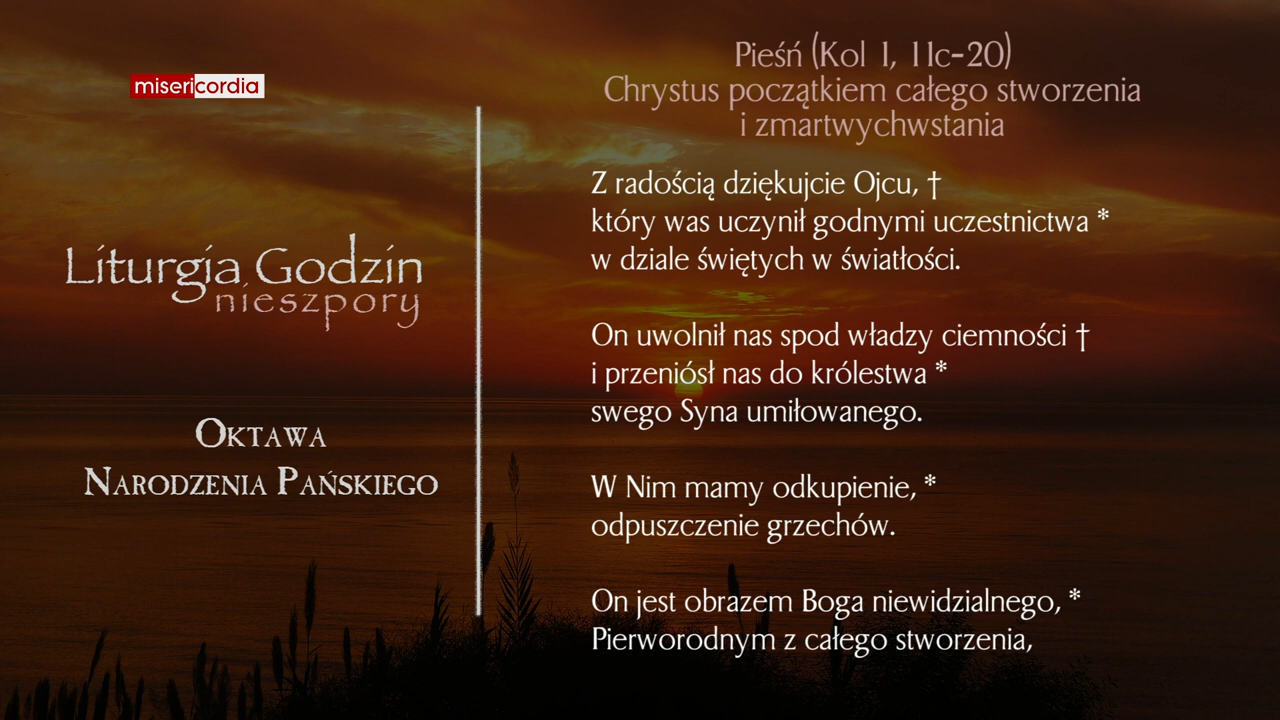 misericordia
Liturgia Godzin
nieszpory
Oktawa
Narodzenia Pańskiego
Pieśń (Kol 1, 11c-20)
Chrystus początkiem całego stworzenia
i zmartwychwstania
Z radością dziękujcie Ojcu, †
który was uczynił godnymi uczestnictwa *
w dziale świętych w światłości.
On uwolnił nas spod władzy ciemności †
i przeniósł nas do królestwa *
swego Syna umiłowanego.
W Nim mamy odkupienie, *
odpuszczenie grzechów.
On jest obrazem Boga niewidzialnego, *
Pierworodnym z całego stworzenia,